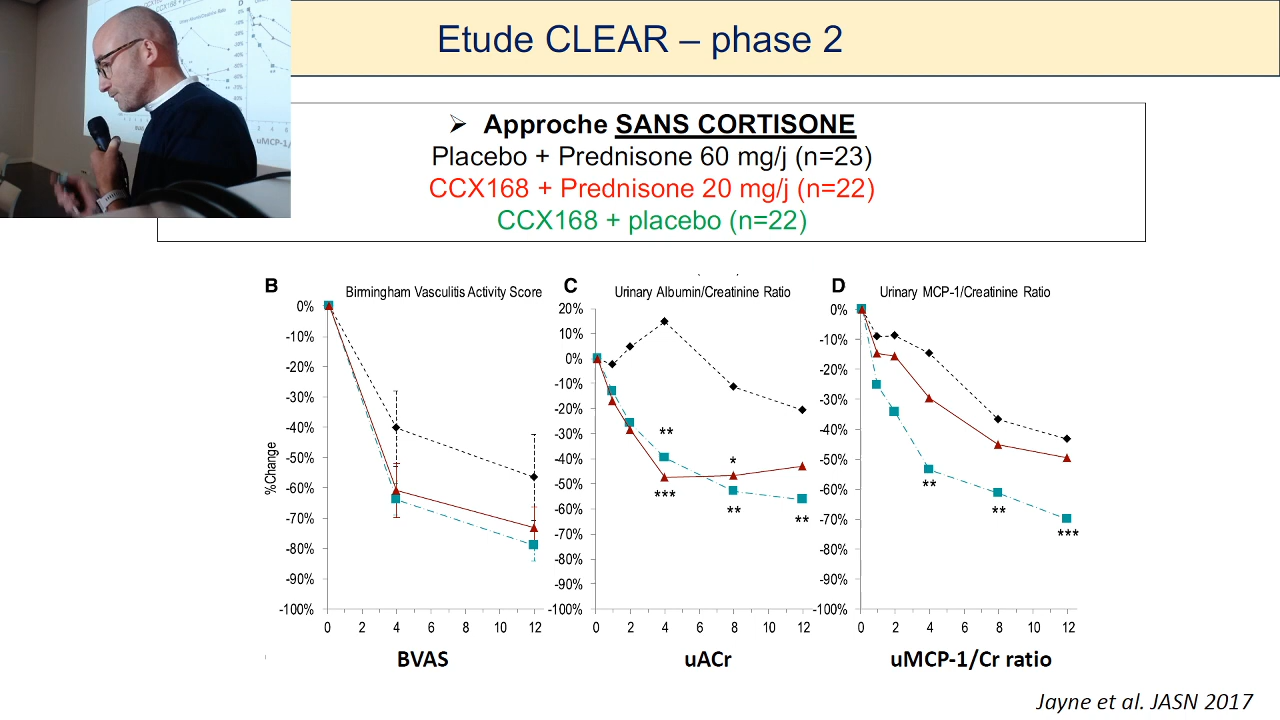 Etude CLEAR – phase 2
➢ Approche SANS CORTISONE
Placebo + Prednisone 60 mg/j (n=23)
CCX168 + Prednisone 20 mg/j (n=22)
CCX168 + placebo (n=22)
B Birmingham Vasculitis Activity Score
%Change
0%
-10%
-20%
-30%
-40%
-50%
-60%
-70%
-80%
-90%
-100%
0 2 4 6 8 10 12
BVAS
C Urinary Albumin/Creatinine Ratio
20%
10%
0%
-10%
-20%
-30%
-40%
-50%
-60%
-70%
-80%
-90%
-100%
** *
*** ** **
0 2 4 6 8 10 12
uACr
D Urinary MCP-1/Creatinine Ratio
0%
-10%
-20%
-30%
-40%
-50%
-60%
-70%
-80%
-90%
-100%
** ** ***
0 2 4 6 8 10 12
uMCP-1/Cr ratio
Jayne et al. JASN 2017